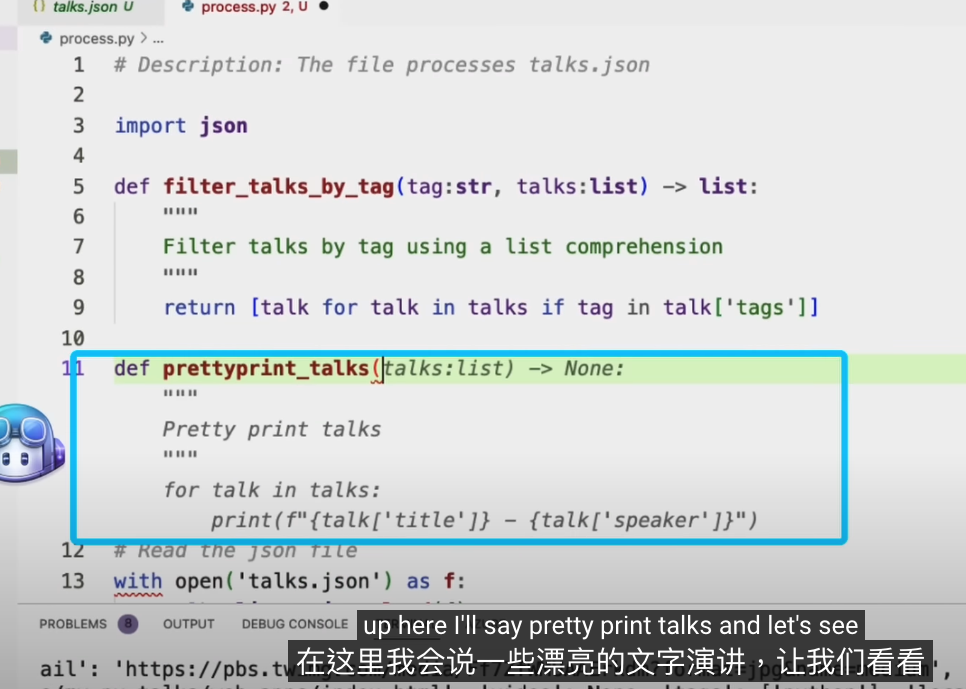 {} talks.json U
process.py 2, U ●
process.py > ...
1 # Description: The file processes talks.json
2
3 import json
4
5 def filter_talks_by_tag(tag:str, talks:list) -> list:
6 """
7 Filter talks by tag using a list comprehension
8 """
9 return [talk for talk in talks if tag in talk['tags']]
10
11 def prettyprint_talks(talks:list) -> None:
"""
Pretty print talks
"""
for talk in talks:
print(f"{talk['title']} - {talk['speaker']}")
12 # Read the json file
13 with open('talks.json') as f:
PROBLEMS 8 OUTPUT DEBUG CONSOLE
up here I'll say pretty print talks and let's see
ail': 'https://pbs.tw
在这里我会说一些漂亮的文字演讲，让我们看看